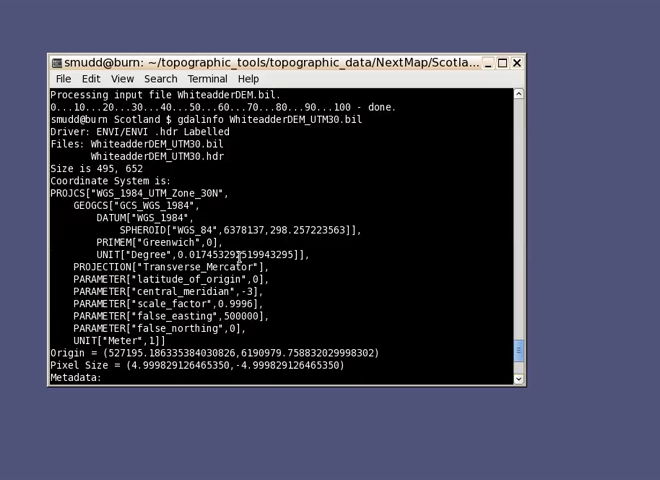 smudd@burn: ~/topographic_tools/topographic_data/NextMap/Scotla...
File Edit View Search Terminal Help
Processing input file WhiteadderDEM.bil.
0...10...20...30...40...50...60...70...80...90...100 - done.
smudd@burn Scotland $ gdalinfo WhiteadderDEM_UTM30.bil
Driver: ENVI/ENVI .hdr Labelled
Files: WhiteadderDEM_UTM30.bil
WhiteadderDEM_UTM30.hdr
Size is 495, 652
Coordinate System is:
PROJCS["WGS_1984_UTM_Zone_30N",
GEOGCS["GCS_WGS_1984",
DATUM["WGS_1984",
SPHEROID["WGS_84",6378137,298.257223563]],
PRIMEM["Greenwich",0],
UNIT["Degree",0.017453292519943295]],
PROJECTION["Transverse_Mercator"],
PARAMETER["latitude_of_origin",0],
PARAMETER["central_meridian",-3],
PARAMETER["scale_factor",0.9996],
PARAMETER["false_easting",500000],
PARAMETER["false_northing",0],
UNIT["Meter",1]]
Origin = (527195.186335384030826,6190979.758832029998302)
Pixel Size = (4.999829126465350,-4.999829126465350)
Metadata: